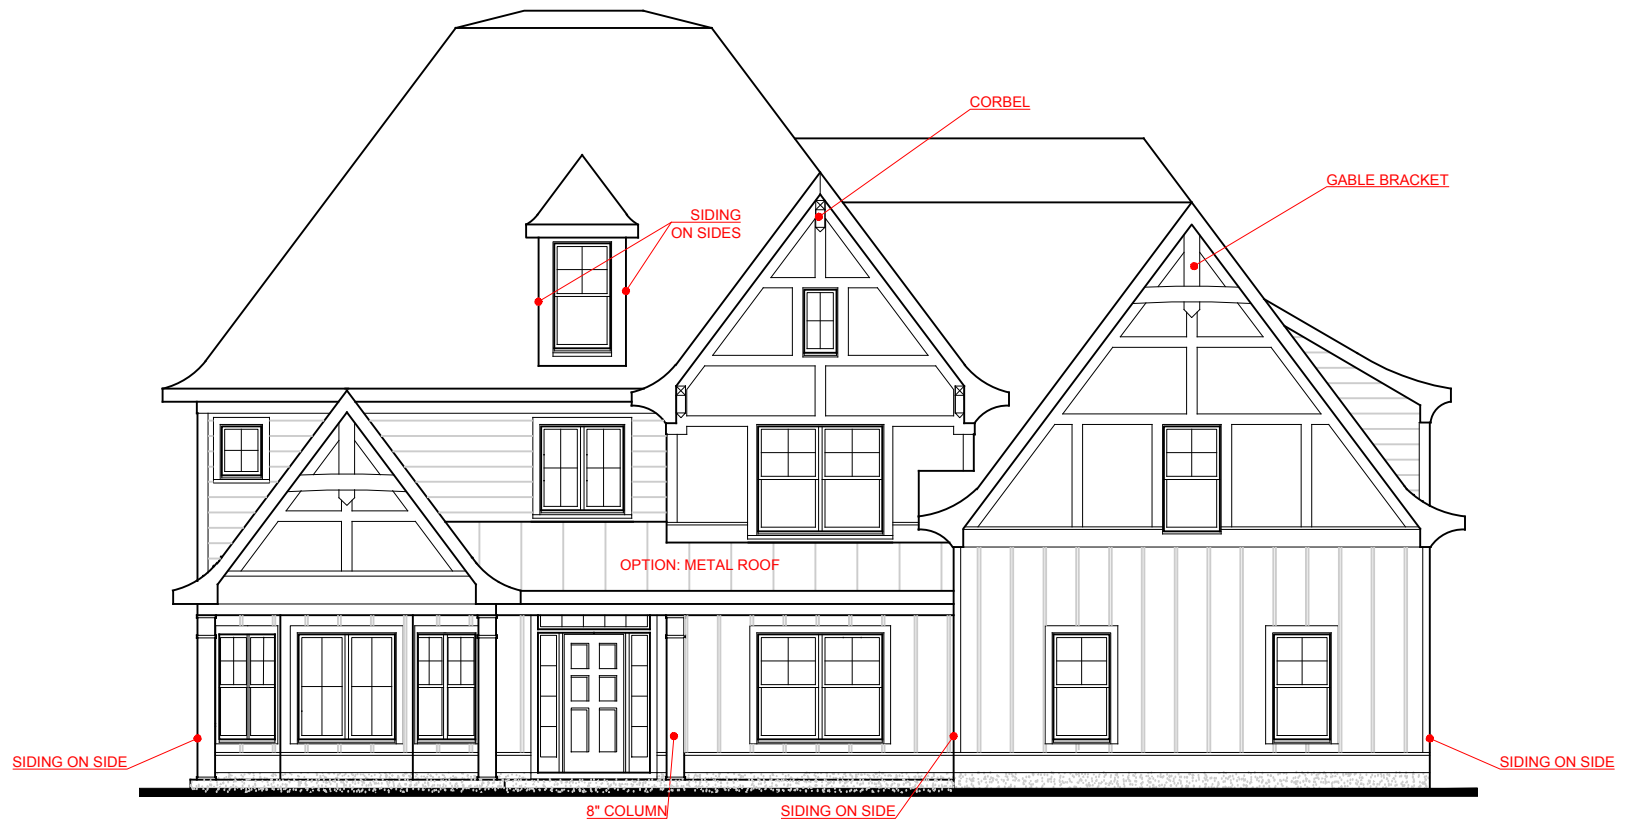 CORBEL
GABLE BRACKET
SIDING
ON SIDES
OPTION: METAL ROOF
SIDING ON SIDE
SIDING ON SIDE
8" COLUMN
SIDING ON SIDE